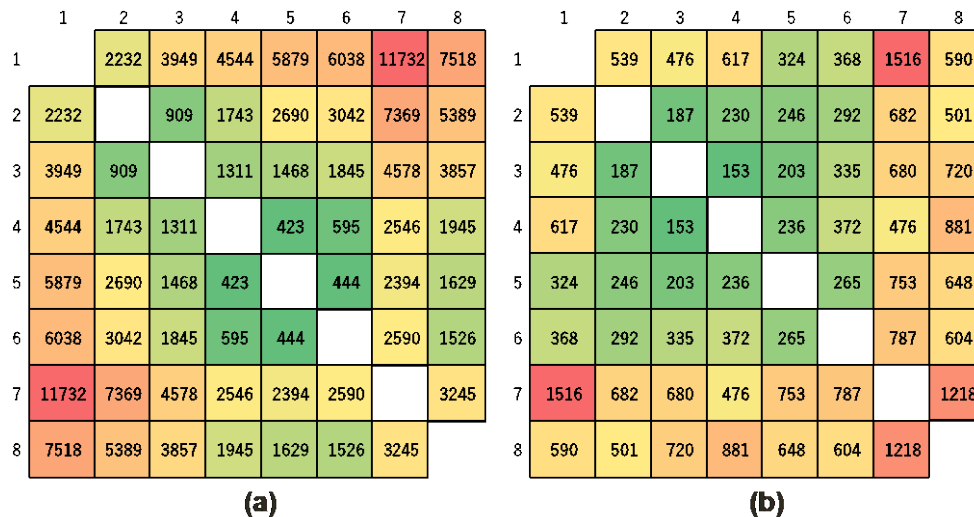 1 2 3 4 5 6 7 8 1 2 3 4 5 6 7 8
1 2232 3949 4544 5879 6038 11732 7518 1 539 476 617 324 368 1516 590
2 2232 909 1743 2690 3042 7369 5389 2 539 187 230 246 292 682 501
3 3949 909 1311 1468 1845 4578 3857 3 476 187 153 203 335 680 720
4 4544 1743 1311 423 595 2546 1945 4 617 230 153 236 372 476 881
5 5879 2690 1468 423 444 2394 1629 5 324 246 203 236 265 753 648
6 6038 3042 1845 595 444 2590 1526 6 368 292 335 372 265 787 604
7 11732 7369 4578 2546 2394 2590 3245 7 1516 682 680 476 753 787 1218
8 7518 5389 3857 1945 1629 1526 3245 8 590 501 720 881 648 604 1218
(a) (b)